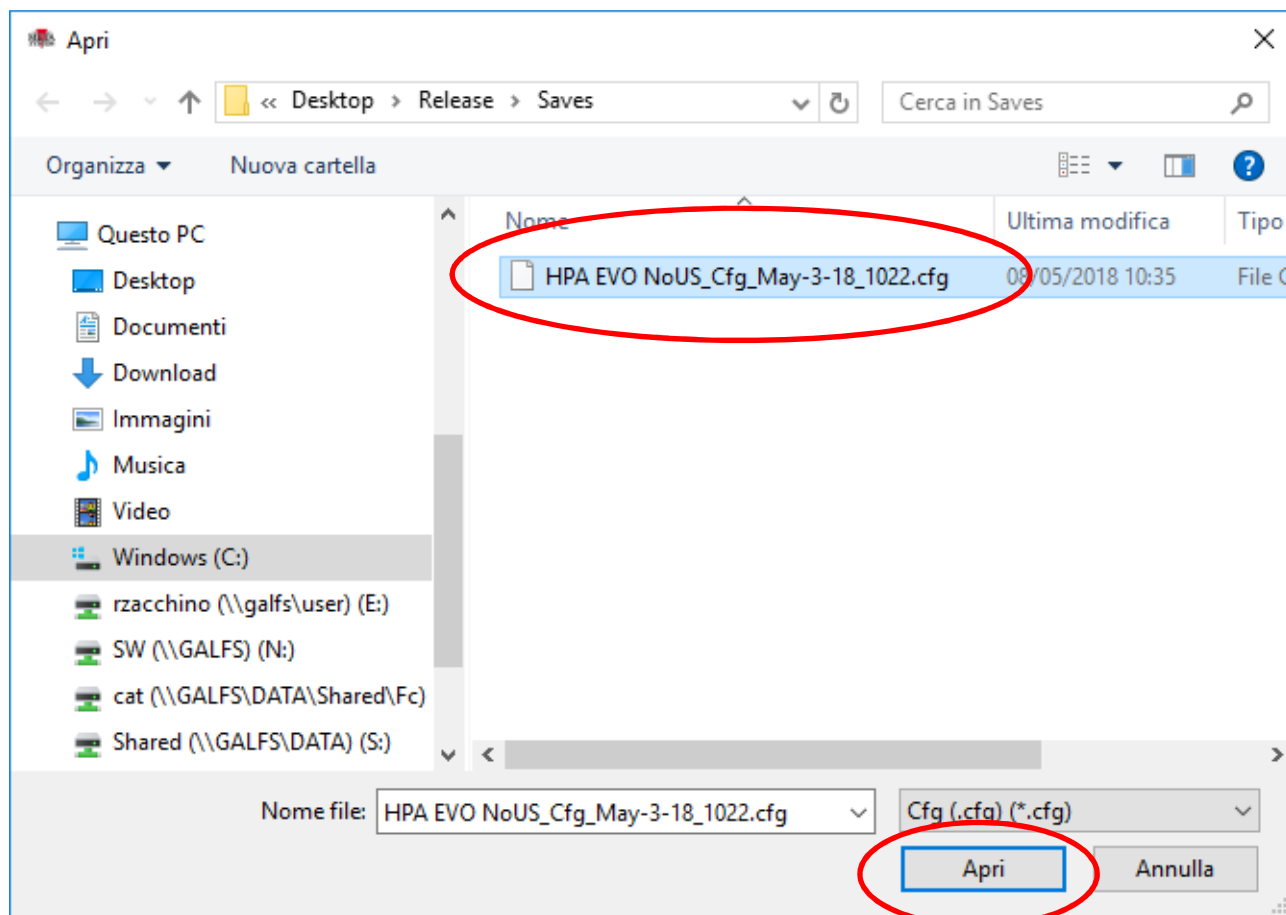 Apri
« Desktop > Release > Saves
Cerca in Saves
Organizza
Nuova cartella
Questo PC
Desktop
Documenti
Download
Immagini
Musica
Video
Windows (C:)
rzacchino (\\galfs\user) (E:)
SW (\\GALFS) (N:)
cat (\\GALFS\DATA\Shared\Fc)
Shared (\\GALFS\DATA) (S:)
Nome Ultima modifica Tipo
HPA EVO NoUS_Cfg_May-3-18_1022.cfg 08/05/2018 10:35 File
Nome file: HPA EVO NoUS_Cfg_May-3-18_1022.cfg Cfg (.cfg) (*.cfg)
Apri Annulla